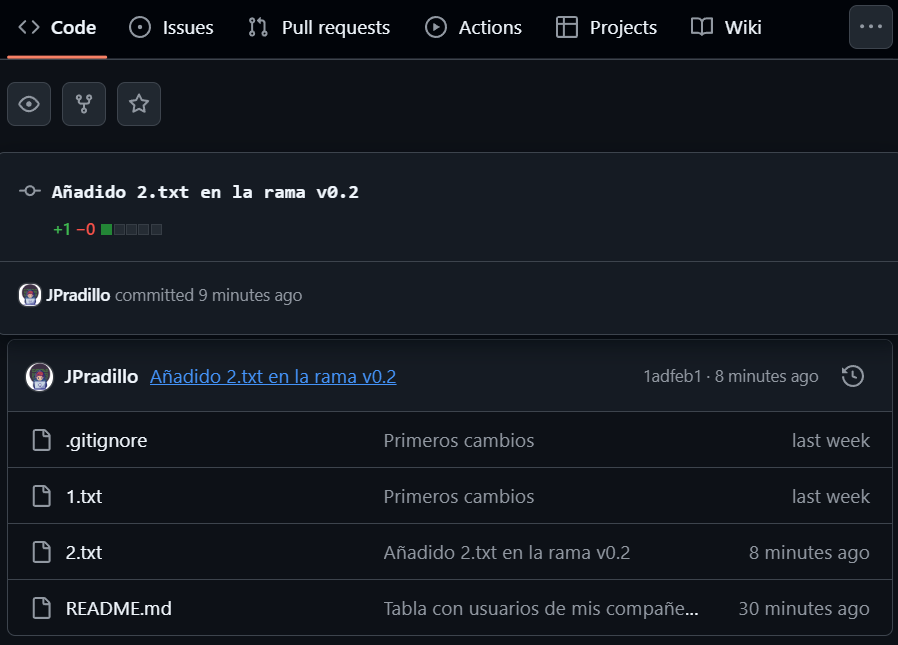 Code Issues Pull requests Actions Projects Wiki ...
Añadido 2.txt en la rama v0.2
+1 −0
JPradillo committed 9 minutes ago
JPradillo Añadido 2.txt en la rama v0.2 1adfeb1 · 8 minutes ago
.gitignore Primeros cambios last week
1.txt Primeros cambios last week
2.txt Añadido 2.txt en la rama v0.2 8 minutes ago
README.md Tabla con usuarios de mis compañe... 30 minutes ago